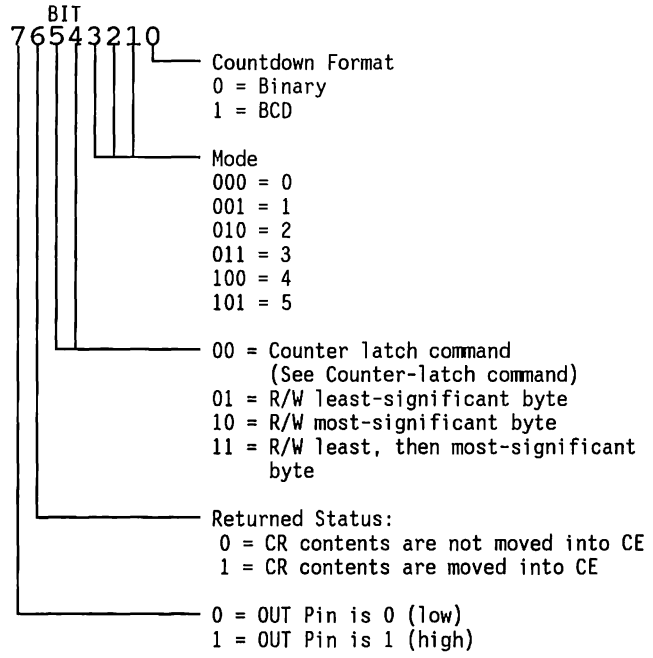 BIT
76543210
Countdown Format
0 = Binary
1 = BCD
Mode
000 = 0
001 = 1
010 = 2
011 = 3
100 = 4
101 = 5
00 = Counter latch command
(See Counter-latch command)
01 = R/W least-significant byte
10 = R/W most-significant byte
11 = R/W least, then most-significant
byte
Returned Status:
0 = CR contents are not moved into CE
1 = CR contents are moved into CE
0 = OUT Pin is 0 (low)
1 = OUT Pin is 1 (high)